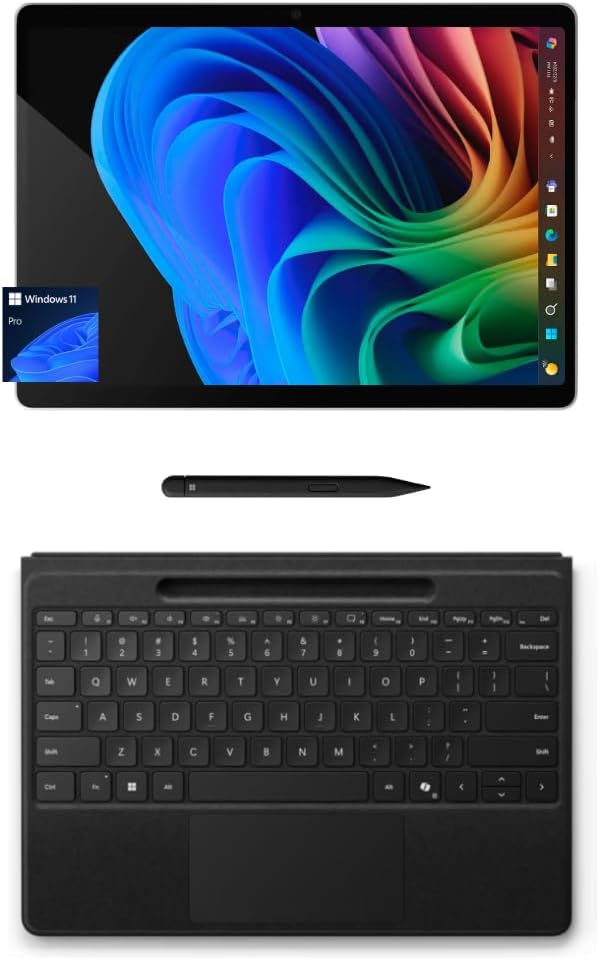 Windows 11
Pro
Esc Home End PgUp PgDn Del
~ ! @ # $ % ^ & * ( ) — +
` 1 2 3 4 5 6 7 8 9 0 - = Backspace
Tab Q W E R T Y U I O P { } |
[ ] \
Caps A S D F G H J K L : " Enter
; '
Shift Z X C V B N M < > ? Shift
, . /
Ctrl Fn Alt Alt